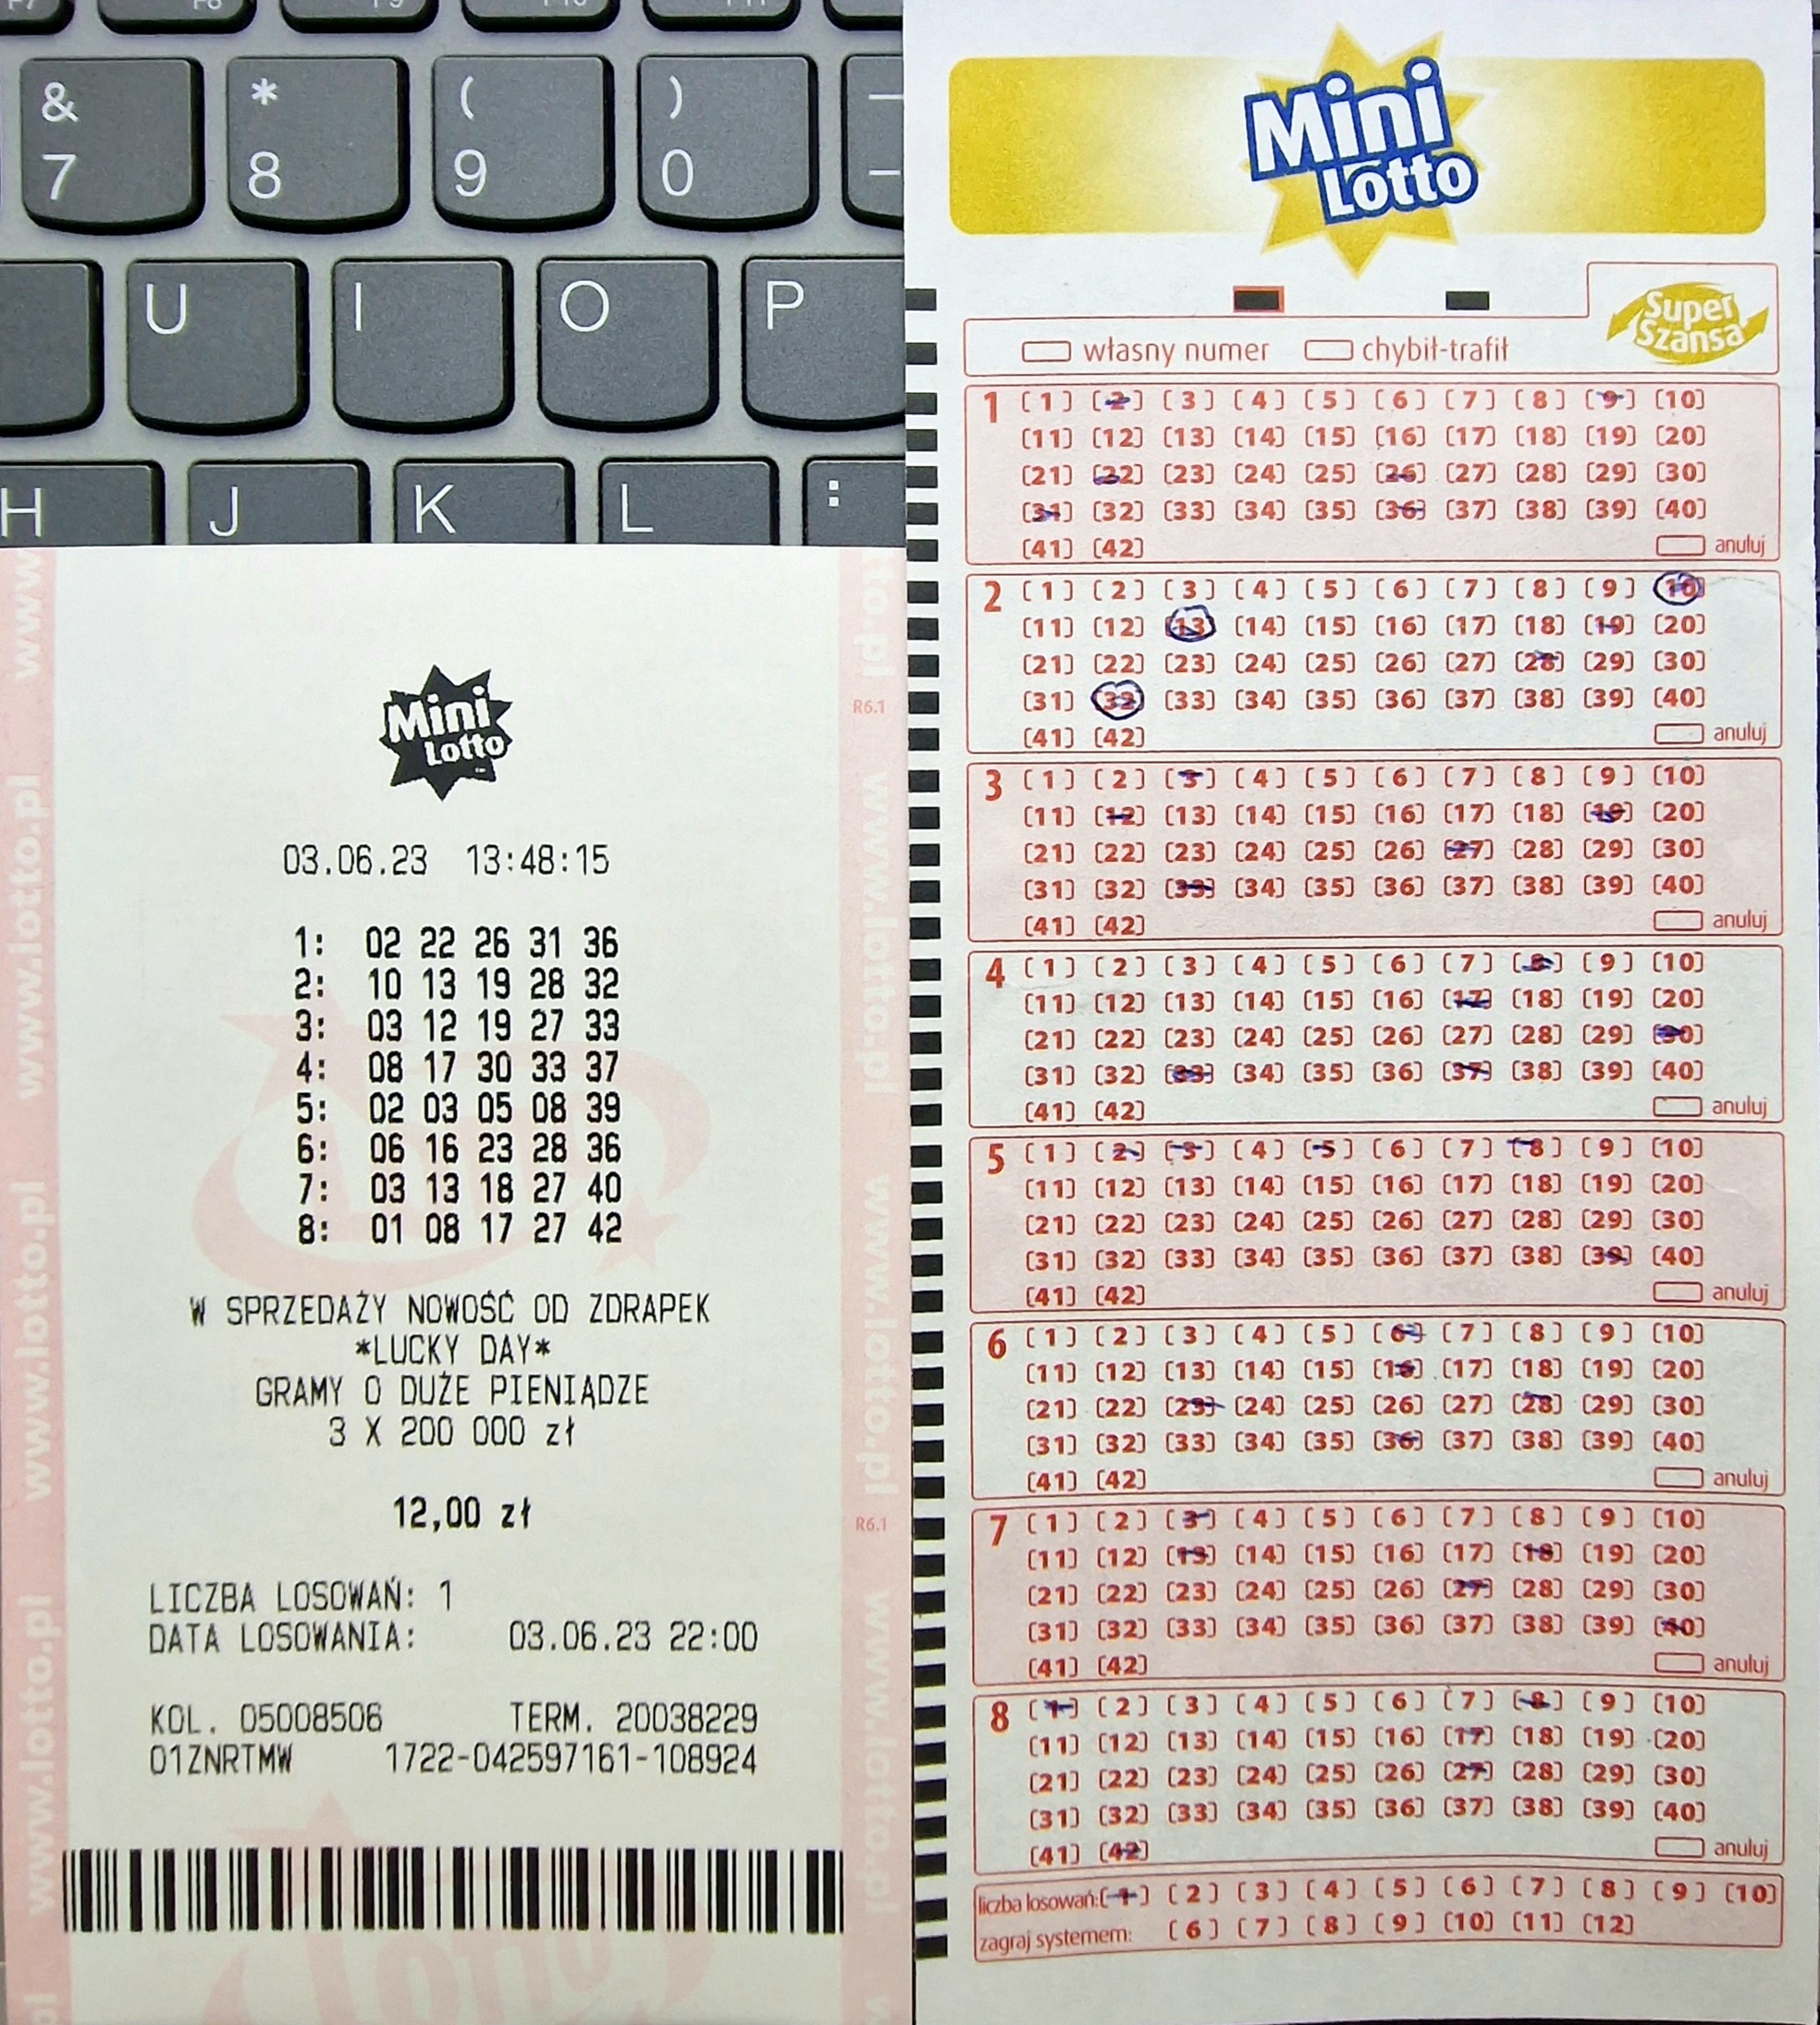 F7 F8 F9 F10 F11
& * ( ) —
7 8 9 0 -
U I O P
H J K L :
www.lotto.pl
www.lotto.pl
www.lotto.pl
www.lotto.pl
R6.1
R6.1
Mini
Lotto
03.06.23 13:48:15
1: 02 22 26 31 36
2: 10 13 19 28 32
3: 03 12 19 27 33
4: 08 17 30 33 37
5: 02 03 05 08 39
6: 06 16 23 28 36
7: 03 13 18 27 40
8: 01 08 17 27 42
W SPRZEDAŻY NOWOŚĆ OD ZDRAPEK
*LUCKY DAY*
GRAMY O DUŻE PIENIĄDZE
3 X 200 000 zł
12,00 zł
LICZBA LOSOWAŃ: 1
DATA LOSOWANIA: 03.06.23 22:00
KOL. 05008506 TERM. 20038229
01ZNRTMW 1722-042597161-108924
Lotto
Mini
Lotto
Super
Szansa
własny numer chybił-trafił
1 [1] [2] [3] [4] [5] [6] [7] [8] [9] [10]
[11] [12] [13] [14] [15] [16] [17] [18] [19] [20]
[21] [22] [23] [24] [25] [26] [27] [28] [29] [30]
[31] [32] [33] [34] [35] [36] [37] [38] [39] [40]
[41] [42] anuluj
2 [1] [2] [3] [4] [5] [6] [7] [8] [9] [10]
[11] [12] [13] [14] [15] [16] [17] [18] [19] [20]
[21] [22] [23] [24] [25] [26] [27] [28] [29] [30]
[31] [32] [33] [34] [35] [36] [37] [38] [39] [40]
[41] [42] anuluj
3 [1] [2] [3] [4] [5] [6] [7] [8] [9] [10]
[11] [12] [13] [14] [15] [16] [17] [18] [19] [20]
[21] [22] [23] [24] [25] [26] [27] [28] [29] [30]
[31] [32] [33] [34] [35] [36] [37] [38] [39] [40]
[41] [42] anuluj
4 [1] [2] [3] [4] [5] [6] [7] [8] [9] [10]
[11] [12] [13] [14] [15] [16] [17] [18] [19] [20]
[21] [22] [23] [24] [25] [26] [27] [28] [29] [30]
[31] [32] [33] [34] [35] [36] [37] [38] [39] [40]
[41] [42] anuluj
5 [1] [2] [3] [4] [5] [6] [7] [8] [9] [10]
[11] [12] [13] [14] [15] [16] [17] [18] [19] [20]
[21] [22] [23] [24] [25] [26] [27] [28] [29] [30]
[31] [32] [33] [34] [35] [36] [37] [38] [39] [40]
[41] [42] anuluj
6 [1] [2] [3] [4] [5] [6] [7] [8] [9] [10]
[11] [12] [13] [14] [15] [16] [17] [18] [19] [20]
[21] [22] [23] [24] [25] [26] [27] [28] [29] [30]
[31] [32] [33] [34] [35] [36] [37] [38] [39] [40]
[41] [42] anuluj
7 [1] [2] [3] [4] [5] [6] [7] [8] [9] [10]
[11] [12] [13] [14] [15] [16] [17] [18] [19] [20]
[21] [22] [23] [24] [25] [26] [27] [28] [29] [30]
[31] [32] [33] [34] [35] [36] [37] [38] [39] [40]
[41] [42] anuluj
8 [1] [2] [3] [4] [5] [6] [7] [8] [9] [10]
[11] [12] [13] [14] [15] [16] [17] [18] [19] [20]
[21] [22] [23] [24] [25] [26] [27] [28] [29] [30]
[31] [32] [33] [34] [35] [36] [37] [38] [39] [40]
[41] [42] anuluj
liczba losowań: [1] [2] [3] [4] [5] [6] [7] [8] [9] [10]
zagraj systemem: [6] [7] [8] [9] [10] [11] [12]